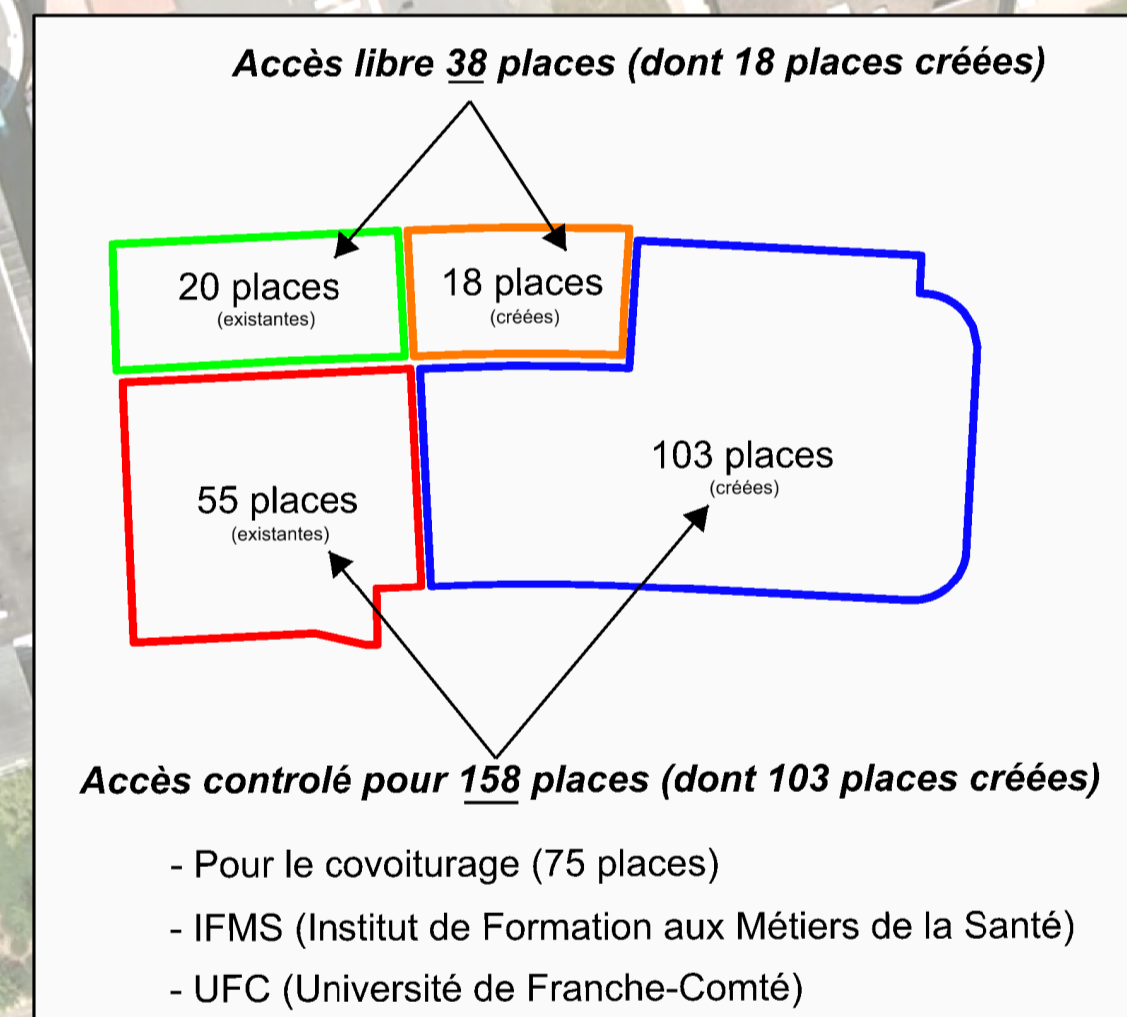 Accès libre 38 places (dont 18 places créées)
20 places
(existantes)
18 places
(créées)
103 places
(créées)
55 places
(existantes)
Accès controlé pour 158 places (dont 103 places créées)
- Pour le covoiturage (75 places)
- IFMS (Institut de Formation aux Métiers de la Santé)
- UFC (Université de Franche-Comté)